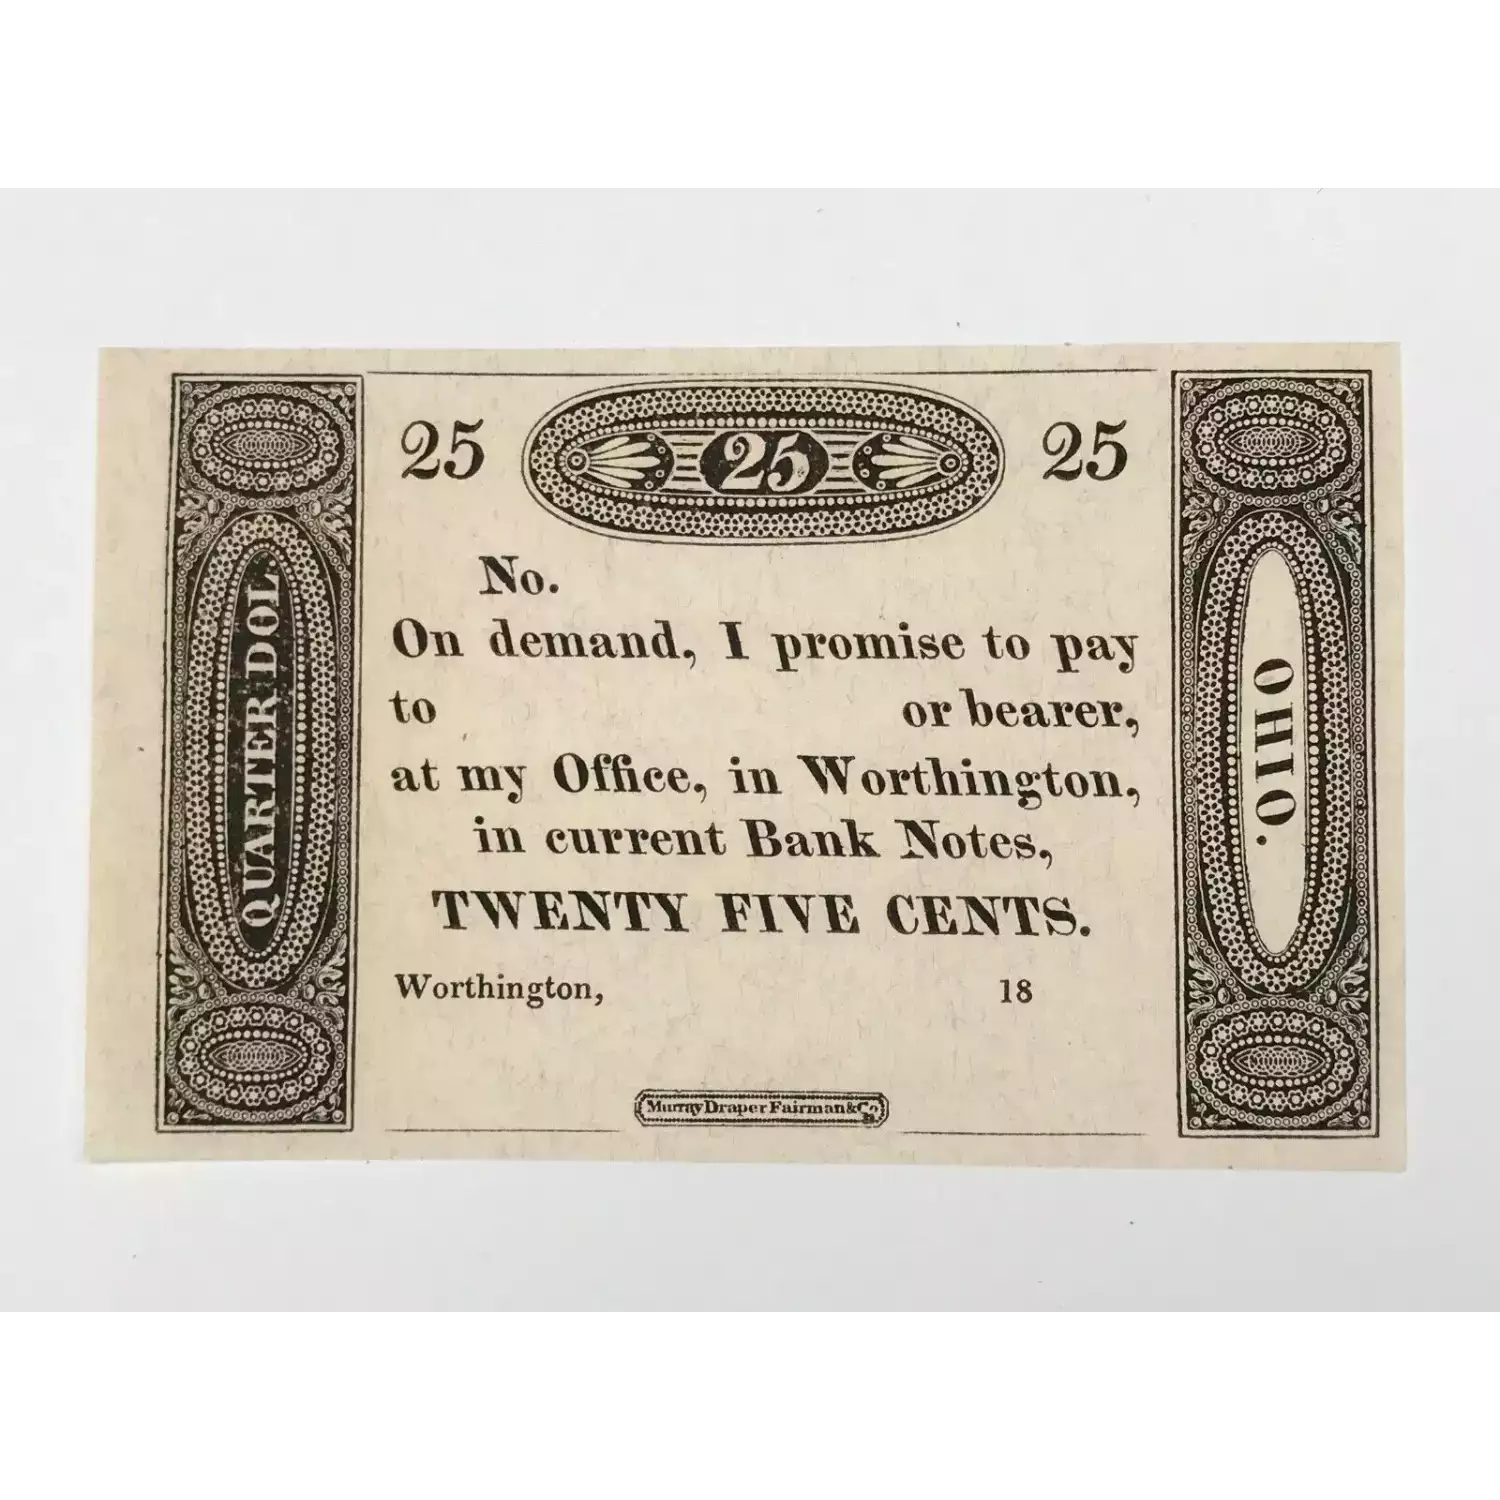 25 25 25
No.
On demand, I promise to pay
to or bearer,
at my Office, in Worthington,
in current Bank Notes,
TWENTY FIVE CENTS.
Worthington, 18
Murray Draper Fairman & Co
QUARTER DOL
OHIO.